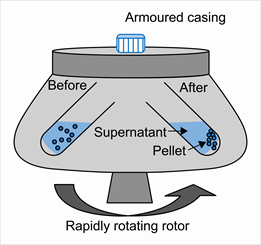 Armoured casing
Before
After
Supernatant
Pellet
Rapidly rotating rotor